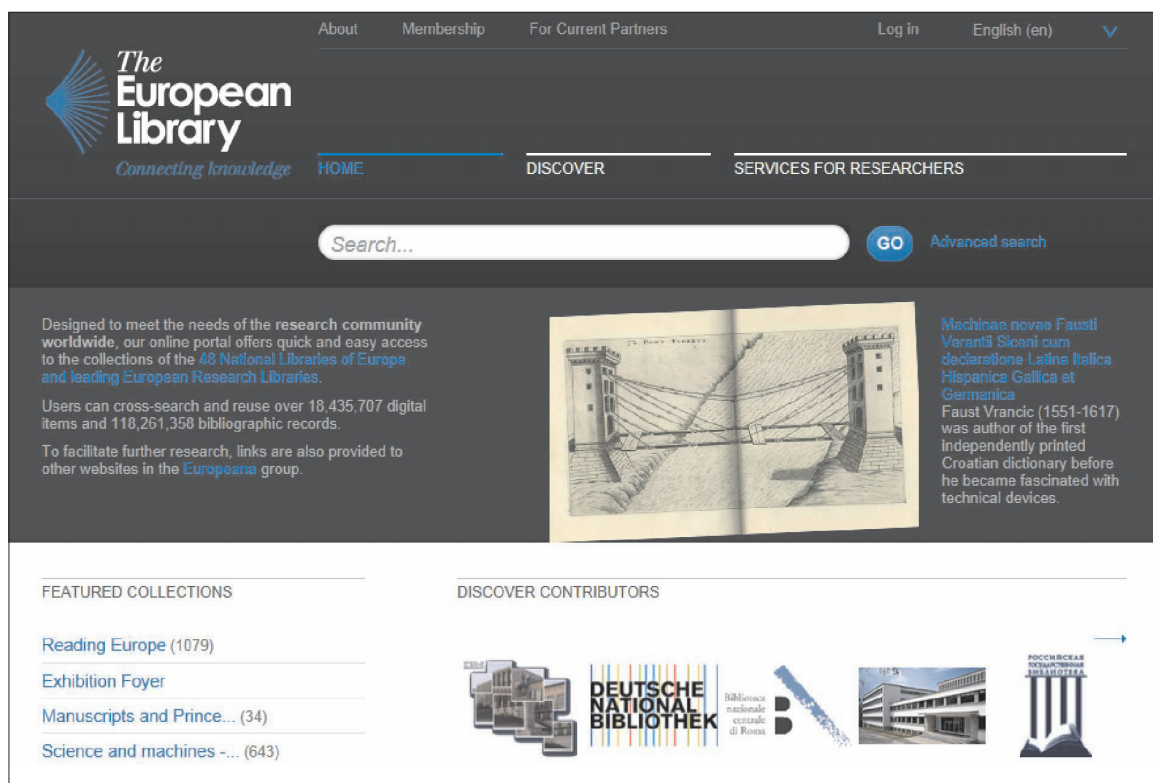 About Membership For Current Partners Log in English (en)
The
European
Library
Connecting knowledge
HOME DISCOVER SERVICES FOR RESEARCHERS
Search... GO Advanced search
Designed to meet the needs of the research community
worldwide, our online portal offers quick and easy access
to the collections of the 48 National Libraries of Europe
and leading European Research Libraries.
Users can cross-search and reuse over 18,435,707 digital
items and 118,261,358 bibliographic records.
To facilitate further research, links are also provided to
other websites in the Europeana group.
Machinae novae Fausti
Verantii Siceni cum
declaratione Latina Italica
Hispanica Gallica et
Germanica
Faust Vrancic (1551-1617)
was author of the first
independently printed
Croatian dictionary before
he became fascinated with
technical devices.
FEATURED COLLECTIONS
Reading Europe (1079)
Exhibition Foyer
Manuscripts and Prince... (34)
Science and machines -... (643)
DISCOVER CONTRIBUTORS
DEUTSCHE
NATIONAL
BIBLIOTHEK
Biblioteca
nazionale
centrale
di Roma
РОССИЙСКАЯ
ГОСУДАРСТВЕННАЯ
БИБЛИОТЕКА